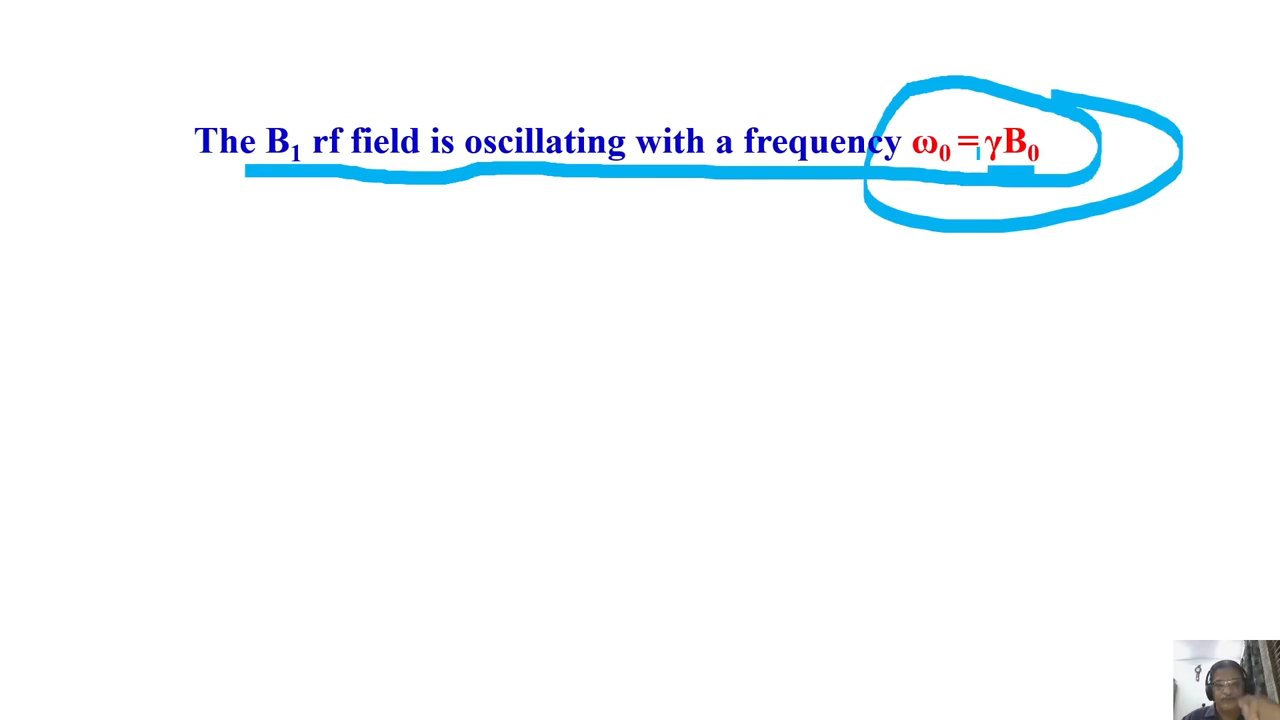 The B₁ rf field is oscillating with a frequency ω₀ = γB₀